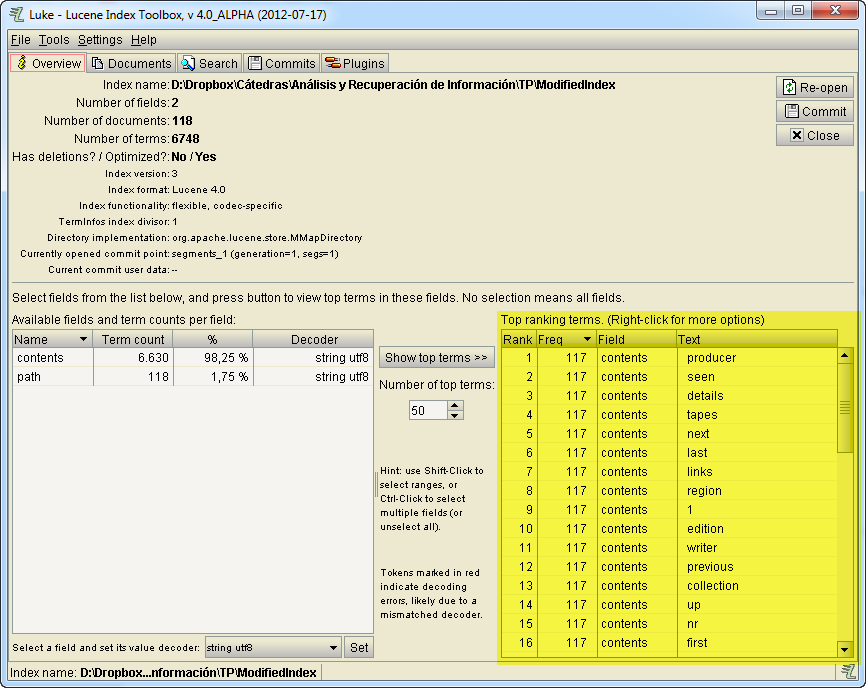 Luke - Lucene Index Toolbox, v 4.0_ALPHA (2012-07-17)
File Tools Settings Help
Overview Documents Search Commits Plugins
Index name: D:\Dropbox\Cátedras\Análisis y Recuperación de Información\TP\ModifiedIndex
Re-open
Number of fields: 2
Number of documents: 118
Commit
Number of terms: 6748
Close
Has deletions? / Optimized?: No / Yes
Index version: 3
Index format: Lucene 4.0
Index functionality: flexible, codec-specific
TermInfos index divisor: 1
Directory implementation: org.apache.lucene.store.MMapDirectory
Currently opened commit point: segments_1 (generation=1, segs=1)
Current commit user data: --
Select fields from the list below, and press button to view top terms in these fields. No selection means all fields.
Available fields and term counts per field:
Name Term count % Decoder
contents 6.630 98,25 % string utf8
path 118 1,75 % string utf8
Show top terms >>
Number of top terms:
50
Hint: use Shift-Click to
select ranges, or
Ctrl-Click to select
multiple fields (or
unselect all).
Tokens marked in red
indicate decoding
errors, likely due to a
mismatched decoder.
Top ranking terms. (Right-click for more options)
Rank Freq Field Text
1 117 contents producer
2 117 contents seen
3 117 contents details
4 117 contents tapes
5 117 contents next
6 117 contents last
7 117 contents links
8 117 contents region
9 117 contents 1
10 117 contents edition
11 117 contents writer
12 117 contents previous
13 117 contents collection
14 117 contents up
15 117 contents nr
16 117 contents first
Select a field and set its value decoder: string utf8 Set
Index name: D:\Dropbox...nformación\TP\ModifiedIndex